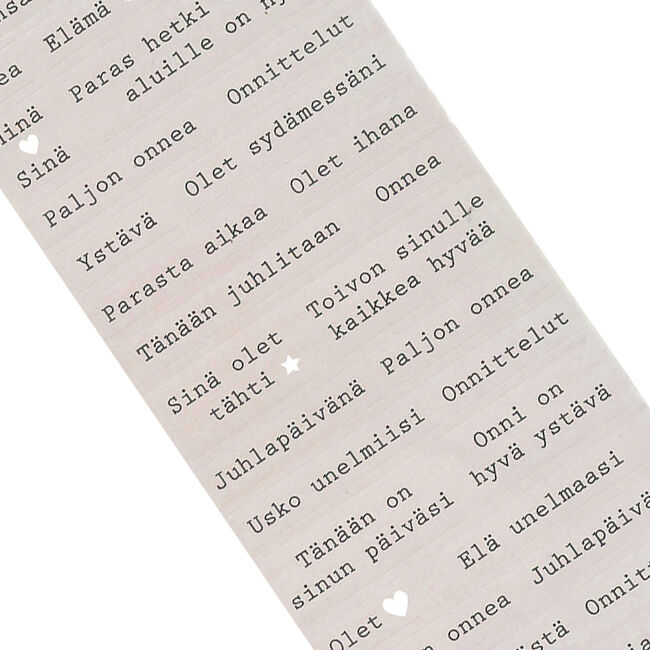 Elämä
Paras hetki
aluille on
Onnittelut
Sinä
Paljon onnea
Olet sydämessäni
Ystävä
Olet ihana
Parasta aikaa
Onnea
Tänään juhlitaan
Toivon sinulle
kaikkea hyvää
Sinä olet
tähti
Paljon onnea
Juhlapäivänä
Onnittelut
Usko unelmiisi
Onni on
hyvä ystävä
Tänään on
sinun päiväsi
Elä unelmaasi
Olet
onnea
Juhlapäivä